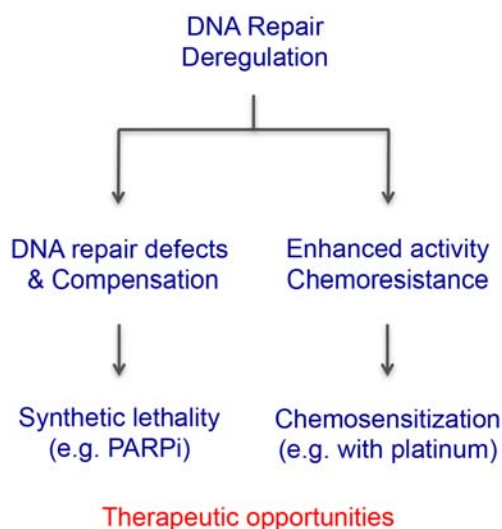 DNA Repair
Deregulation
DNA repair defects
& Compensation
Enhanced activity
Chemoresistance
Synthetic lethality
(e.g. PARPi)
Chemosensitization
(e.g. with platinum)
Therapeutic opportunities